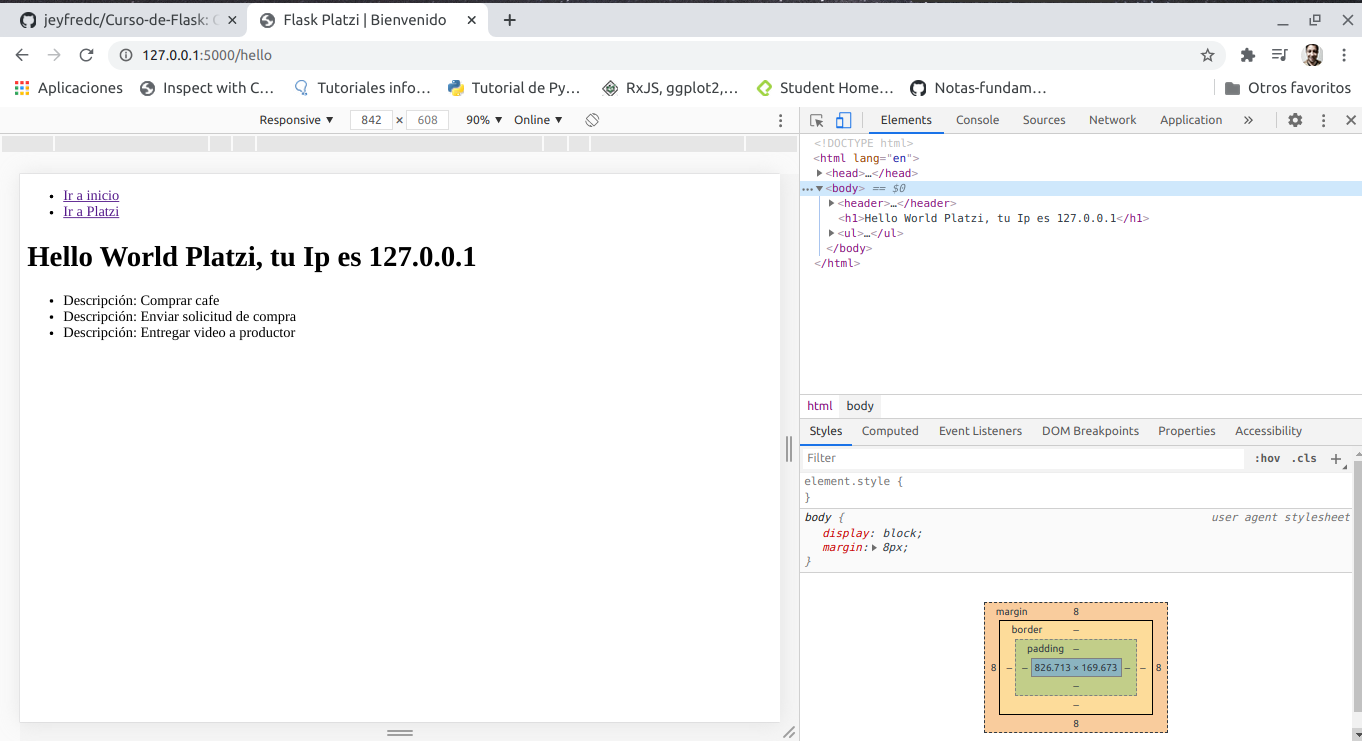 jeyfredc/Curso-de-Flask: C
Flask Platzi | Bienvenido
127.0.0.1:5000/hello
Aplicaciones Inspect with C... Tutoriales info... Tutorial de Py... RxJS, ggplot2,... Student Home... Notas-fundam... Otros favoritos
Responsive ▼ 842 × 608 90% ▼ Online ▼
Elements Console Sources Network Application »
Ir a inicio
Ir a Platzi
Hello World Platzi, tu Ip es 127.0.0.1
Descripción: Comprar cafe
Descripción: Enviar solicitud de compra
Descripción: Entregar video a productor
<!DOCTYPE html>
<html lang="en">
<head>…</head>
<body> == $0
<header>…</header>
<h1>Hello World Platzi, tu Ip es 127.0.0.1</h1>
<ul>…</ul>
</body>
</html>
html body
Styles Computed Event Listeners DOM Breakpoints Properties Accessibility
Filter :hov .cls +
element.style {
}
body { user agent stylesheet
display: block;
margin: 8px;
}
margin 8
border –
padding –
8 – – 826.713 × 169.673 – – 8
–
–
8